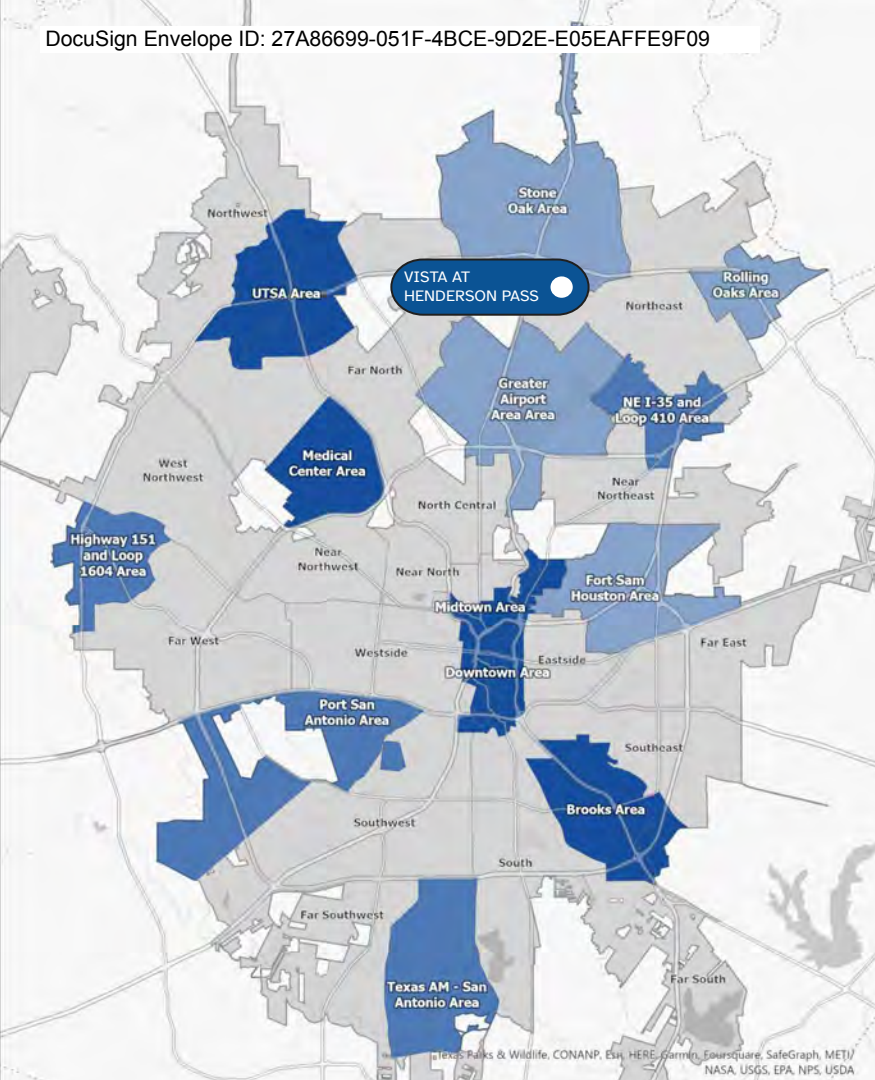 DocuSign Envelope ID: 27A86699-051F-4BCE-9D2E-E05EAFFE9F09
Stone
Oak Area
Northwest
VISTA AT
HENDERSON PASS
Rolling
Oaks Area
UTSA Area
Northeast
Far North
Greater
Airport
Area Area
NE I-35 and
Loop 410 Area
Medical
Center Area
West
Northwest
Near
Northeast
North Central
Highway 151
and Loop
1604 Area
Near
Northwest
Near North
Fort Sam
Houston Area
Midtown Area
Far West
Westside
Eastside
Far East
Downtown Area
Port San
Antonio Area
Southeast
Brooks Area
Southwest
South
Far Southwest
Texas AM - San
Antonio Area
Far South
Texas Parks & Wildlife, CONANP, Esri, HERE, Garmin, Foursquare, SafeGraph, METI/
NASA, USGS, EPA, NPS, USDA